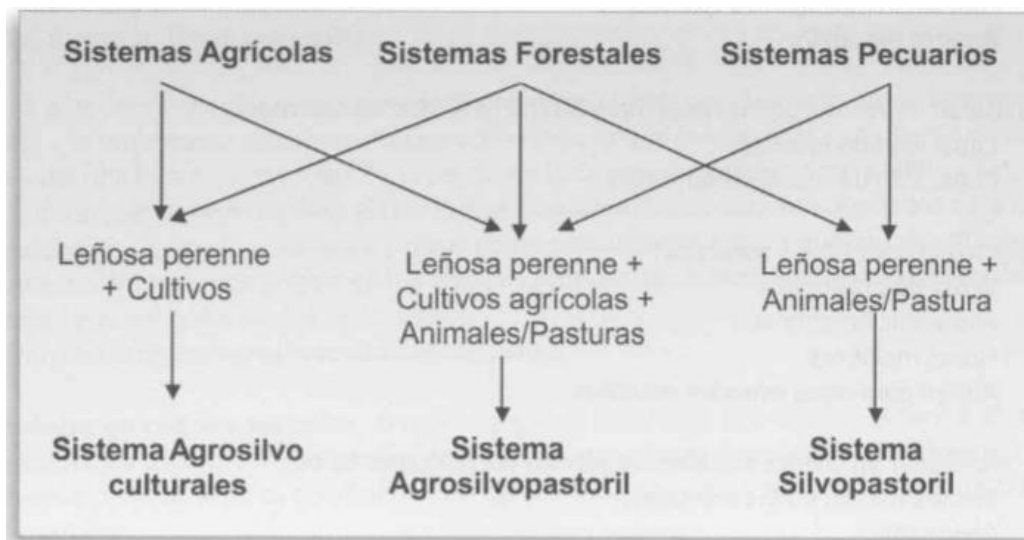 Sistemas Agrícolas
Sistemas Forestales
Sistemas Pecuarios
Leñosa perenne
+ Cultivos
Leñosa perenne +
Cultivos agrícolas +
Animales/Pasturas
Leñosa perenne +
Animales/Pastura
Sistema Agrosilvo
culturales
Sistema
Agrosilvopastoril
Sistema
Silvopastoril